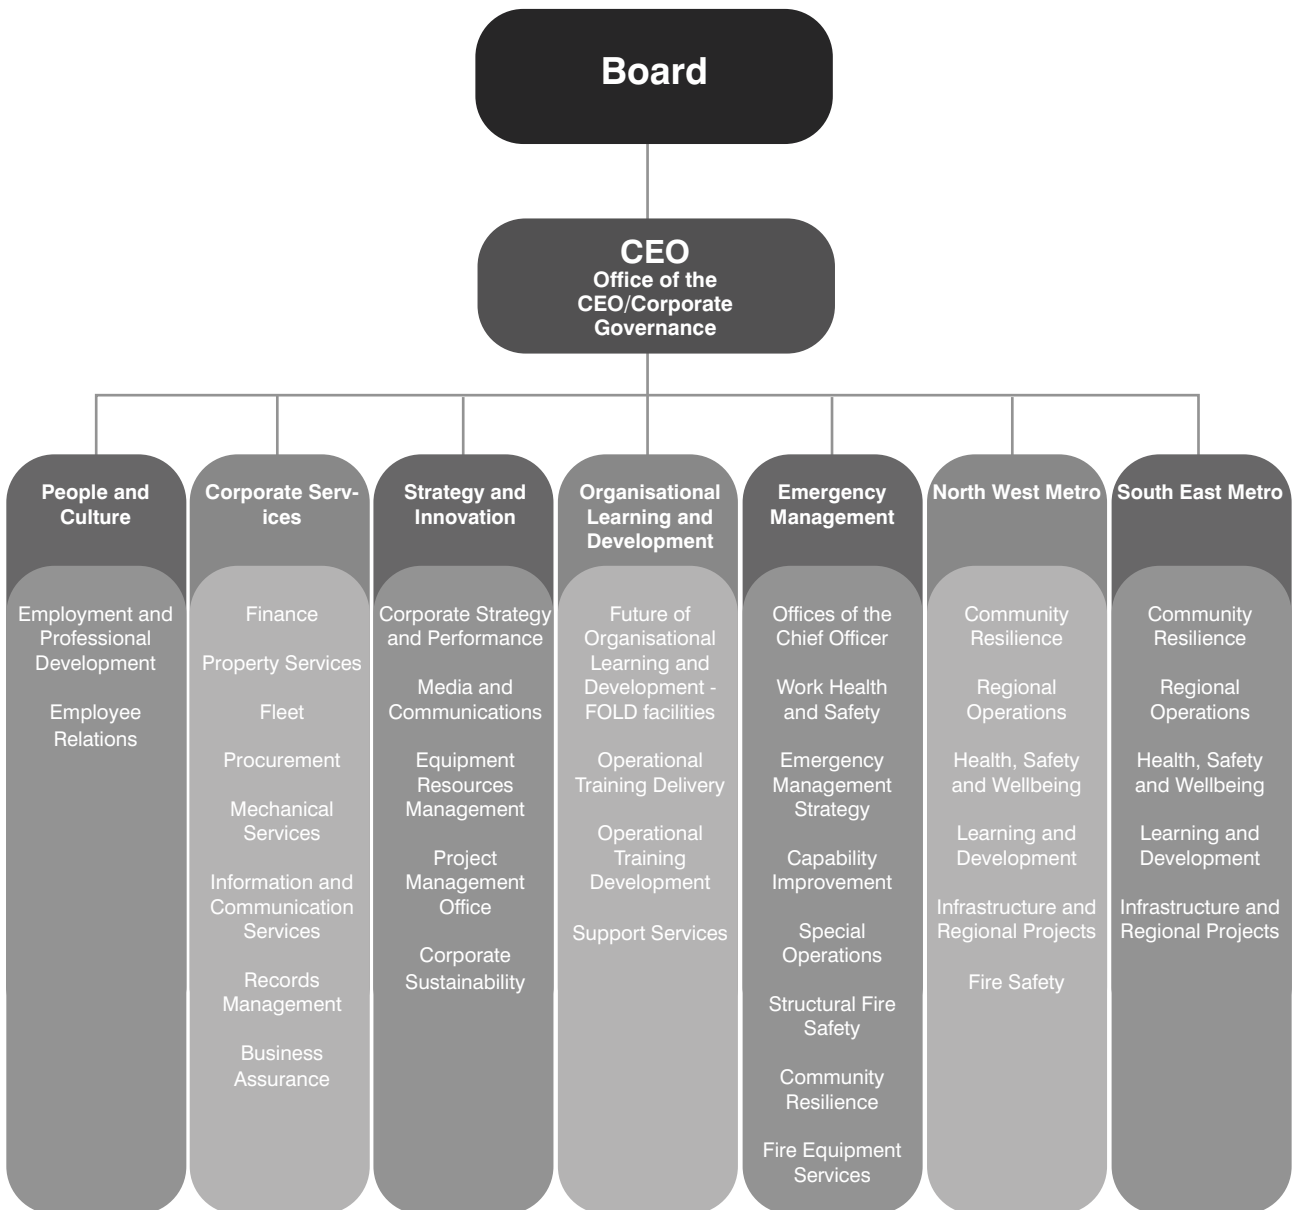 Board
CEO
Office of the
CEO/Corporate
Governance
People and
Culture
Employment and
Professional
Development
Employee
Relations
Corporate Serv-
ices
Finance
Property Services
Fleet
Procurement
Mechanical
Services
Information and
Communication
Services
Records
Management
Business
Assurance
Strategy and
Innovation
Corporate Strategy
and Performance
Media and
Communications
Equipment
Resources
Management
Project
Management
Office
Corporate
Sustainability
Organisational
Learning and
Development
Future of
Organisational
Learning and
Development -
FOLD facilities
Operational
Training Delivery
Operational
Training
Development
Support Services
Emergency
Management
Offices of the
Chief Officer
Work Health
and Safety
Emergency
Management
Strategy
Capability
Improvement
Special
Operations
Structural Fire
Safety
Community
Resilience
Fire Equipment
Services
North West Metro
Community
Resilience
Regional
Operations
Health, Safety
and Wellbeing
Learning and
Development
Infrastructure and
Regional Projects
Fire Safety
South East Metro
Community
Resilience
Regional
Operations
Health, Safety
and Wellbeing
Learning and
Development
Infrastructure and
Regional Projects